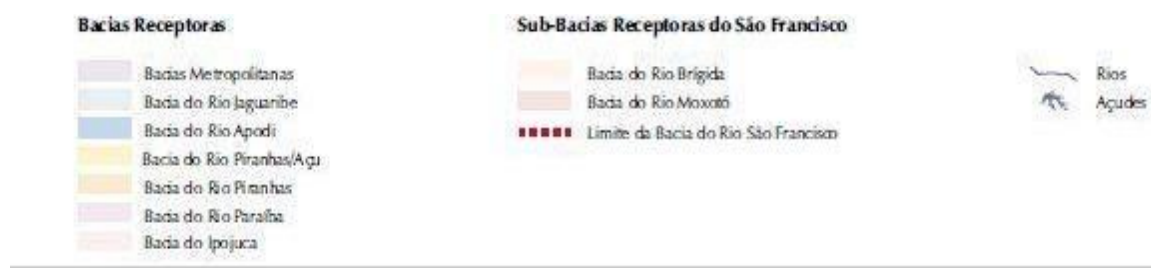 Bacias Receptoras
Bacias Metropolitanas
Bacia do Rio Jaguaribe
Bacia do Rio Apodi
Bacia do Rio Piranhas/Açu
Bacia do Rio Piranhas
Bacia do Rio Paraíba
Bacia do Ipojuca
Sub-Bacias Receptoras do São Francisco
Bacia do Rio Brígida
Bacia do Rio Moxotó
Limite da Bacia do Rio São Francisco
Rios
Açudes